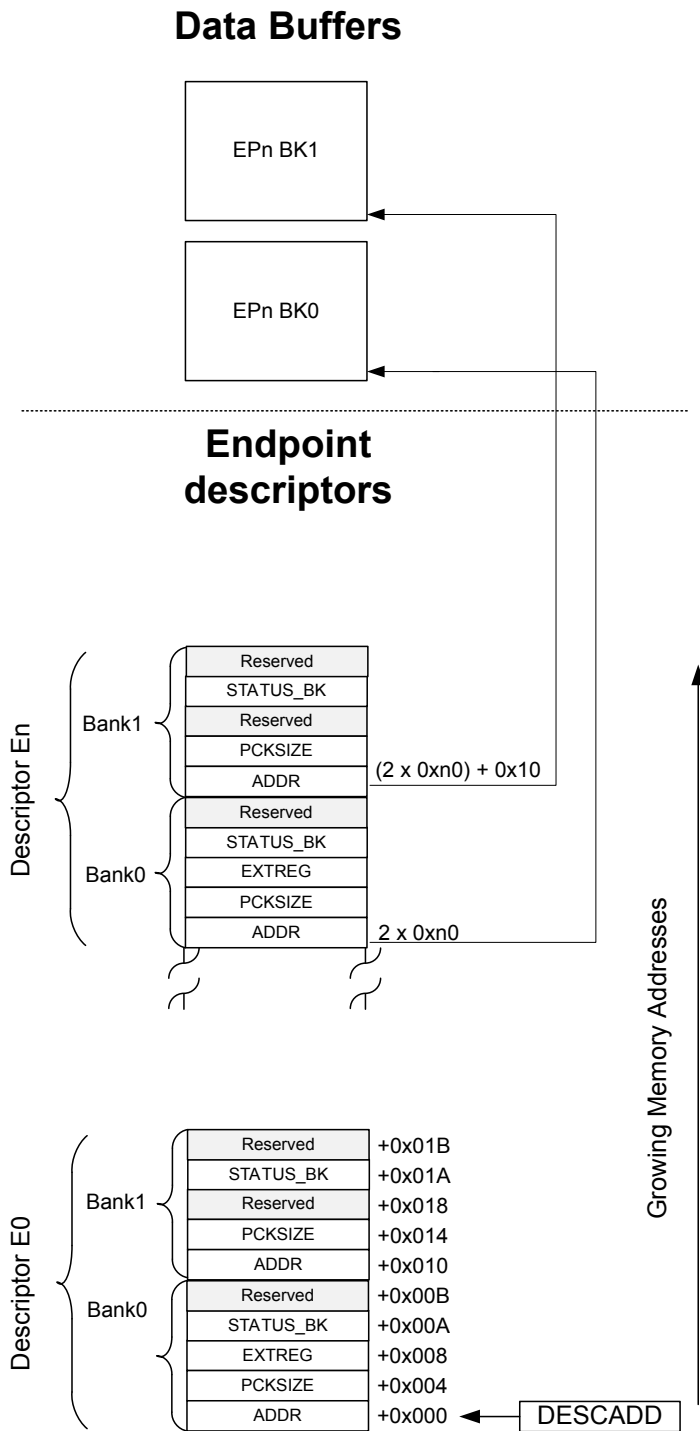 Data Buffers
EPn BK1
EPn BK0
Endpoint
descriptors
Descriptor En
Bank1
Reserved
STATUS_BK
Reserved
PCKSIZE
ADDR
(2 x 0xn0) + 0x10
Bank0
Reserved
STATUS_BK
EXTREG
PCKSIZE
ADDR
2 x 0xn0
Growing Memory Addresses
Descriptor E0
Bank1
Reserved +0x01B
STATUS_BK +0x01A
Reserved +0x018
PCKSIZE +0x014
ADDR +0x010
Bank0
Reserved +0x00B
STATUS_BK +0x00A
EXTREG +0x008
PCKSIZE +0x004
ADDR +0x000
DESCADD